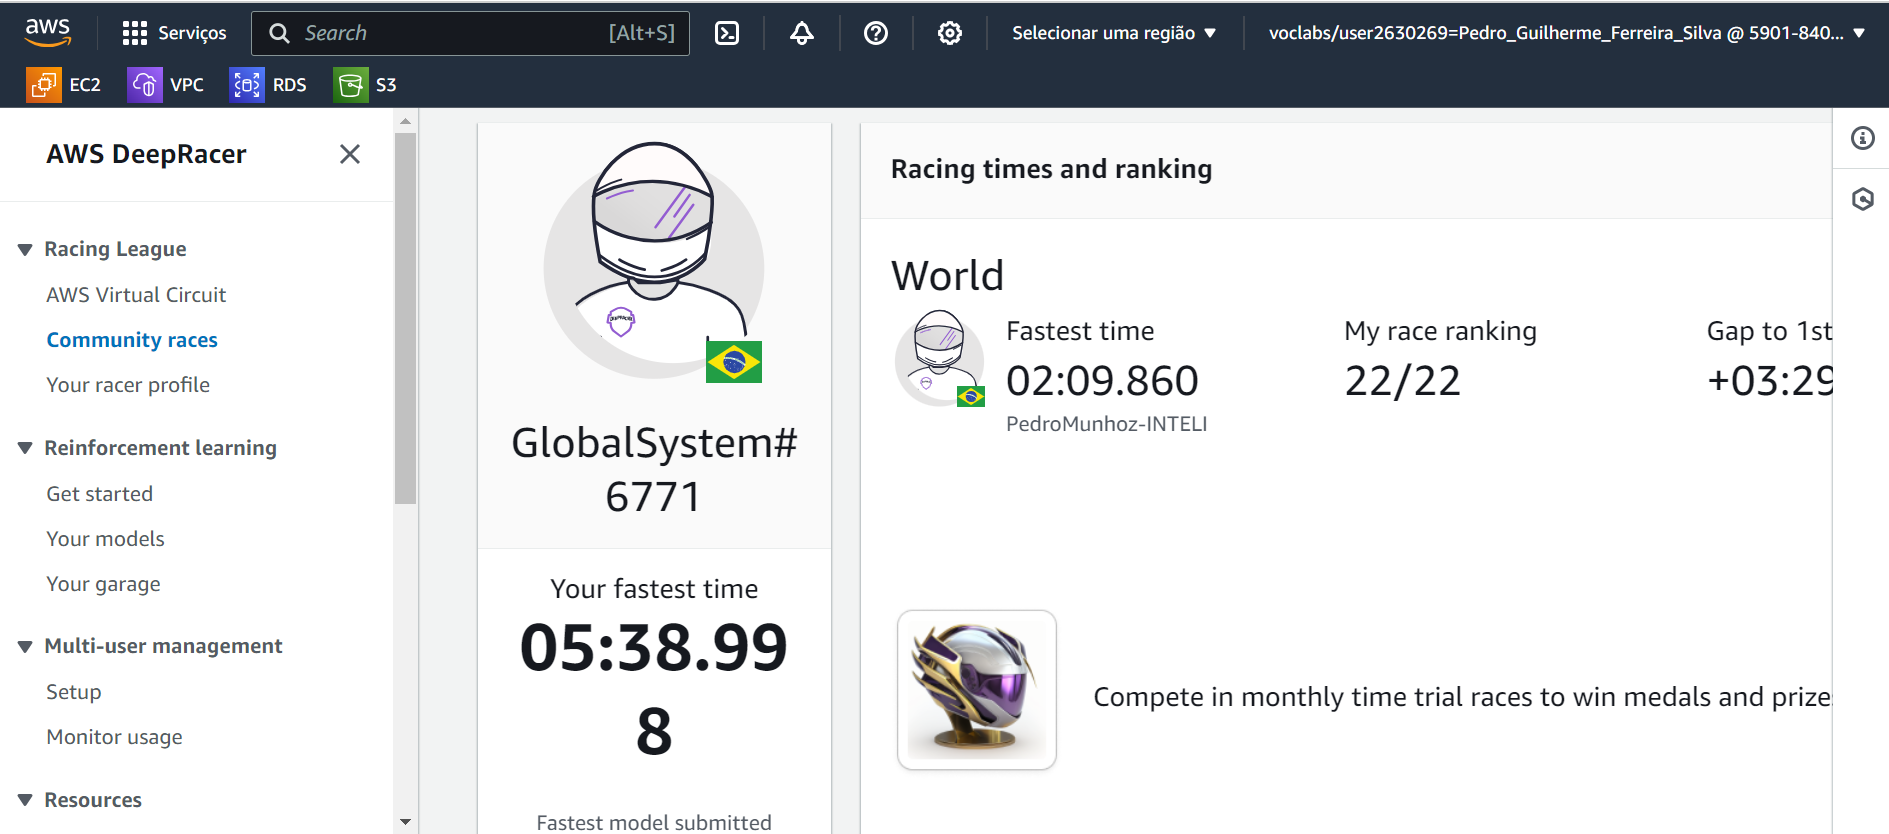 aws
Serviços
Search
[Alt+S]
Selecionar uma região
voclabs/user2630269=Pedro_Guilherme_Ferreira_Silva @ 5901-840...
EC2
VPC
RDS
S3
AWS DeepRacer
Racing League
AWS Virtual Circuit
Community races
Your racer profile
Reinforcement learning
Get started
Your models
Your garage
Multi-user management
Setup
Monitor usage
Resources
GlobalSystem#
6771
Your fastest time
05:38.99
8
Fastest model submitted
Racing times and ranking
World
Fastest time
02:09.860
PedroMunhoz-INTELI
My race ranking
22/22
Gap to 1st
+03:29
Compete in monthly time trial races to win medals and prize